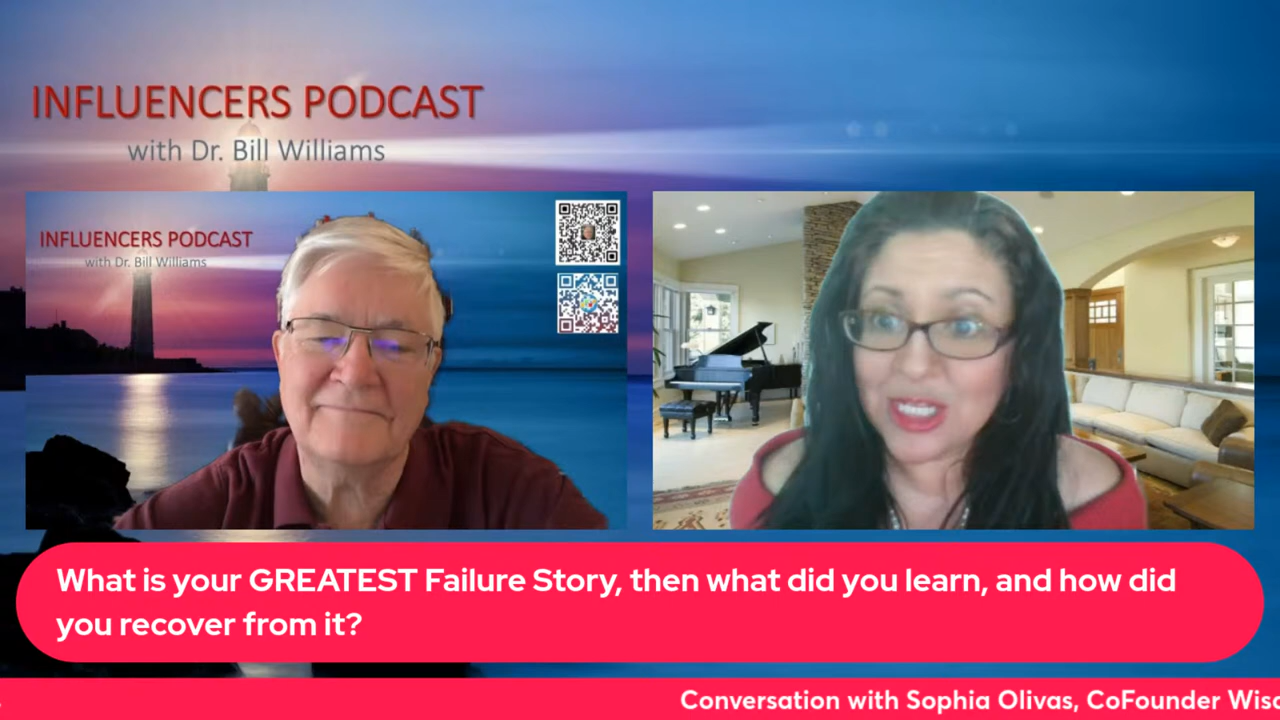 INFLUENCERS PODCAST
with Dr. Bill Williams
INFLUENCERS PODCAST
with Dr. Bill Williams
What is your GREATEST Failure Story, then what did you learn, and how did
you recover from it?
Conversation with Sophia Olivas, CoFounder